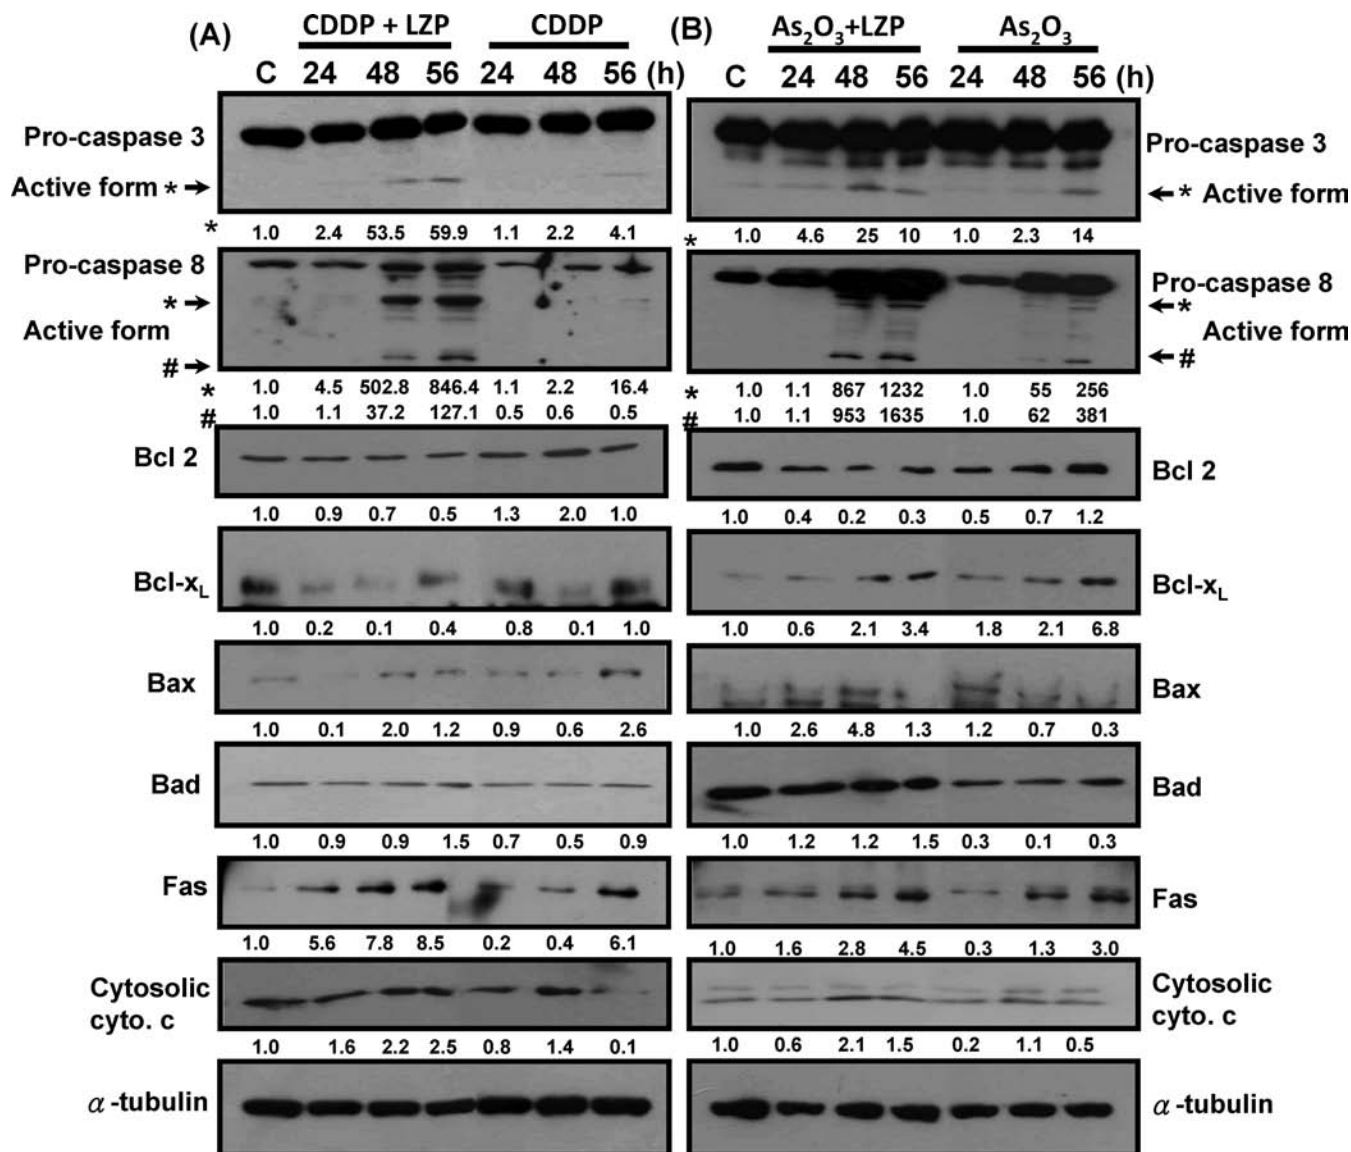 (A) CDDP + LZP CDDP
C 24 48 56 24 48 56 (h)
Pro-caspase 3
Active form *
* 1.0 2.4 53.5 59.9 1.1 2.2 4.1
Pro-caspase 8
*
Active form
#
* 1.0 4.5 502.8 846.4 1.1 2.2 16.4
# 1.0 1.1 37.2 127.1 0.5 0.6 0.5
Bcl 2
1.0 0.9 0.7 0.5 1.3 2.0 1.0
Bcl-xL
1.0 0.2 0.1 0.4 0.8 0.1 1.0
Bax
1.0 0.1 2.0 1.2 0.9 0.6 2.6
Bad
1.0 0.9 0.9 1.5 0.7 0.5 0.9
Fas
1.0 5.6 7.8 8.5 0.2 0.4 6.1
Cytosolic
cyto. c
1.0 1.6 2.2 2.5 0.8 1.4 0.1
α-tubulin
(B) As₂O₃+LZP As₂O₃
C 24 48 56 24 48 56 (h)
Pro-caspase 3
* Active form
* 1.0 4.6 25 10 1.0 2.3 14
Pro-caspase 8
*
Active form
#
* 1.0 1.1 867 1232 1.0 55 256
# 1.0 1.1 953 1635 1.0 62 381
Bcl 2
1.0 0.4 0.2 0.3 0.5 0.7 1.2
Bcl-xL
1.0 0.6 2.1 3.4 1.8 2.1 6.8
Bax
1.0 2.6 4.8 1.3 1.2 0.7 0.3
Bad
1.0 1.2 1.2 1.5 0.3 0.1 0.3
Fas
1.0 1.6 2.8 4.5 0.3 1.3 3.0
Cytosolic
cyto. c
1.0 0.6 2.1 1.5 0.2 1.1 0.5
α-tubulin